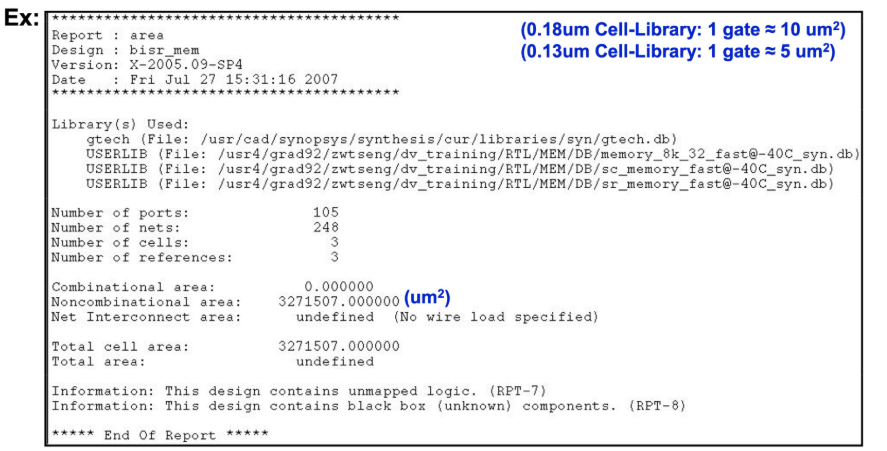 Ex:
****************************************
Report : area
(0.18um Cell-Library: 1 gate ≈ 10 um²)
Design : bisr_mem
(0.13um Cell-Library: 1 gate ≈ 5 um²)
Version: X-2005.09-SP4
Date   : Fri Jul 27 15:31:16 2007
****************************************
Library(s) Used:
gtech (File: /usr/cad/synopsys/synthesis/cur/libraries/syn/gtech.db)
USERLIB (File: /usr4/grad92/zwtseng/dv_training/RTL/MEM/DB/memory_8k_32_fast@-40C_syn.db)
USERLIB (File: /usr4/grad92/zwtseng/dv_training/RTL/MEM/DB/sc_memory_fast@-40C_syn.db)
USERLIB (File: /usr4/grad92/zwtseng/dv_training/RTL/MEM/DB/sr_memory_fast@-40C_syn.db)
Number of ports: 105
Number of nets: 248
Number of cells: 3
Number of references: 3
Combinational area: 0.000000
Noncombinational area: 3271507.000000 (um²)
Net Interconnect area: undefined (No wire load specified)
Total cell area: 3271507.000000
Total area: undefined
Information: This design contains unmapped logic. (RPT-7)
Information: This design contains black box (unknown) components. (RPT-8)
***** End Of Report *****